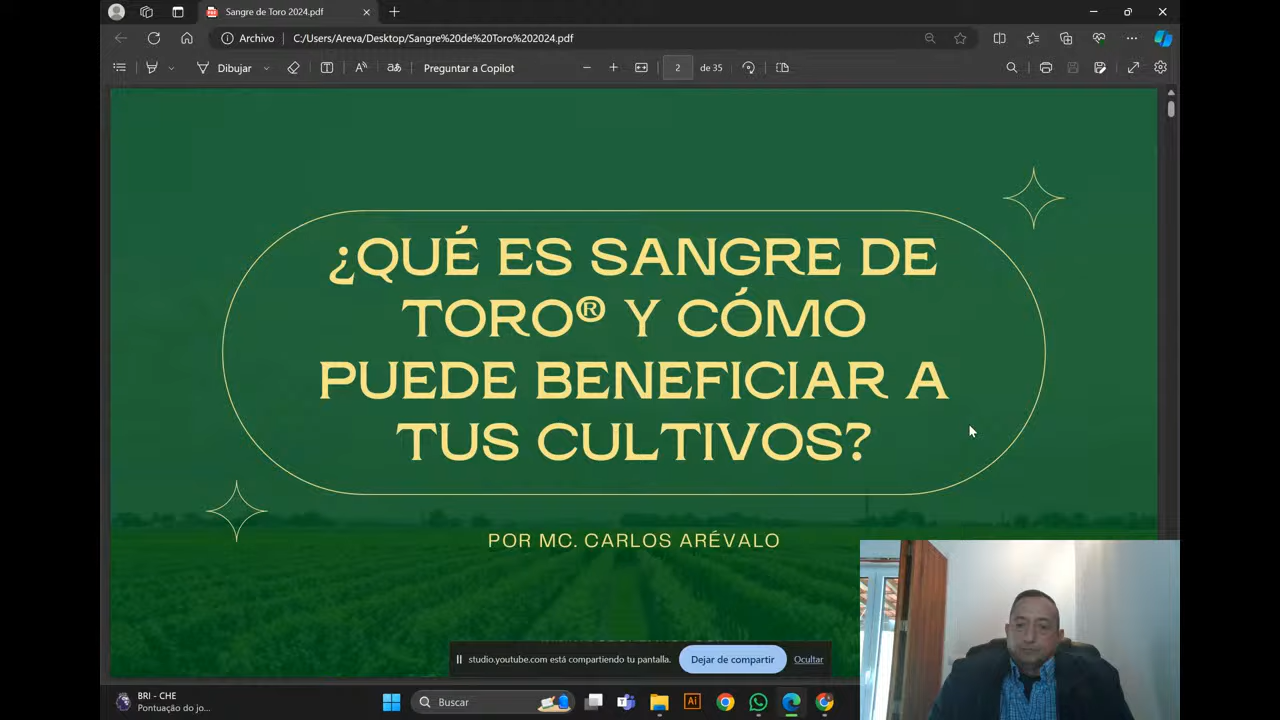 Sangre de Toro 2024.pdf
Archivo
C:/Users/Areva/Desktop/Sangre%20de%20Toro%202024.pdf
Dibujar
Preguntar a Copilot
2
de 35
¿QUÉ ES SANGRE DE
TORO® Y CÓMO
PUEDE BENEFICIAR A
TUS CULTIVOS?
POR MC. CARLOS ARÉVALO
studio.youtube.com está compartiendo tu pantalla.
Dejar de compartir
Ocultar
BRI - CHE
Pontuação do jo...
Buscar
Ai